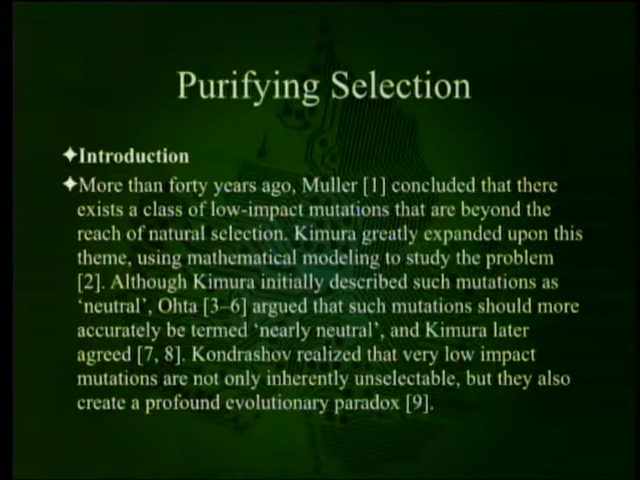 Purifying Selection
✦Introduction
✦More than forty years ago, Muller [1] concluded that there
exists a class of low-impact mutations that are beyond the
reach of natural selection. Kimura greatly expanded upon this
theme, using mathematical modeling to study the problem
[2]. Although Kimura initially described such mutations as
‘neutral’, Ohta [3–6] argued that such mutations should more
accurately be termed ‘nearly neutral’, and Kimura later
agreed [7, 8]. Kondrashov realized that very low impact
mutations are not only inherently unselectable, but they also
create a profound evolutionary paradox [9].